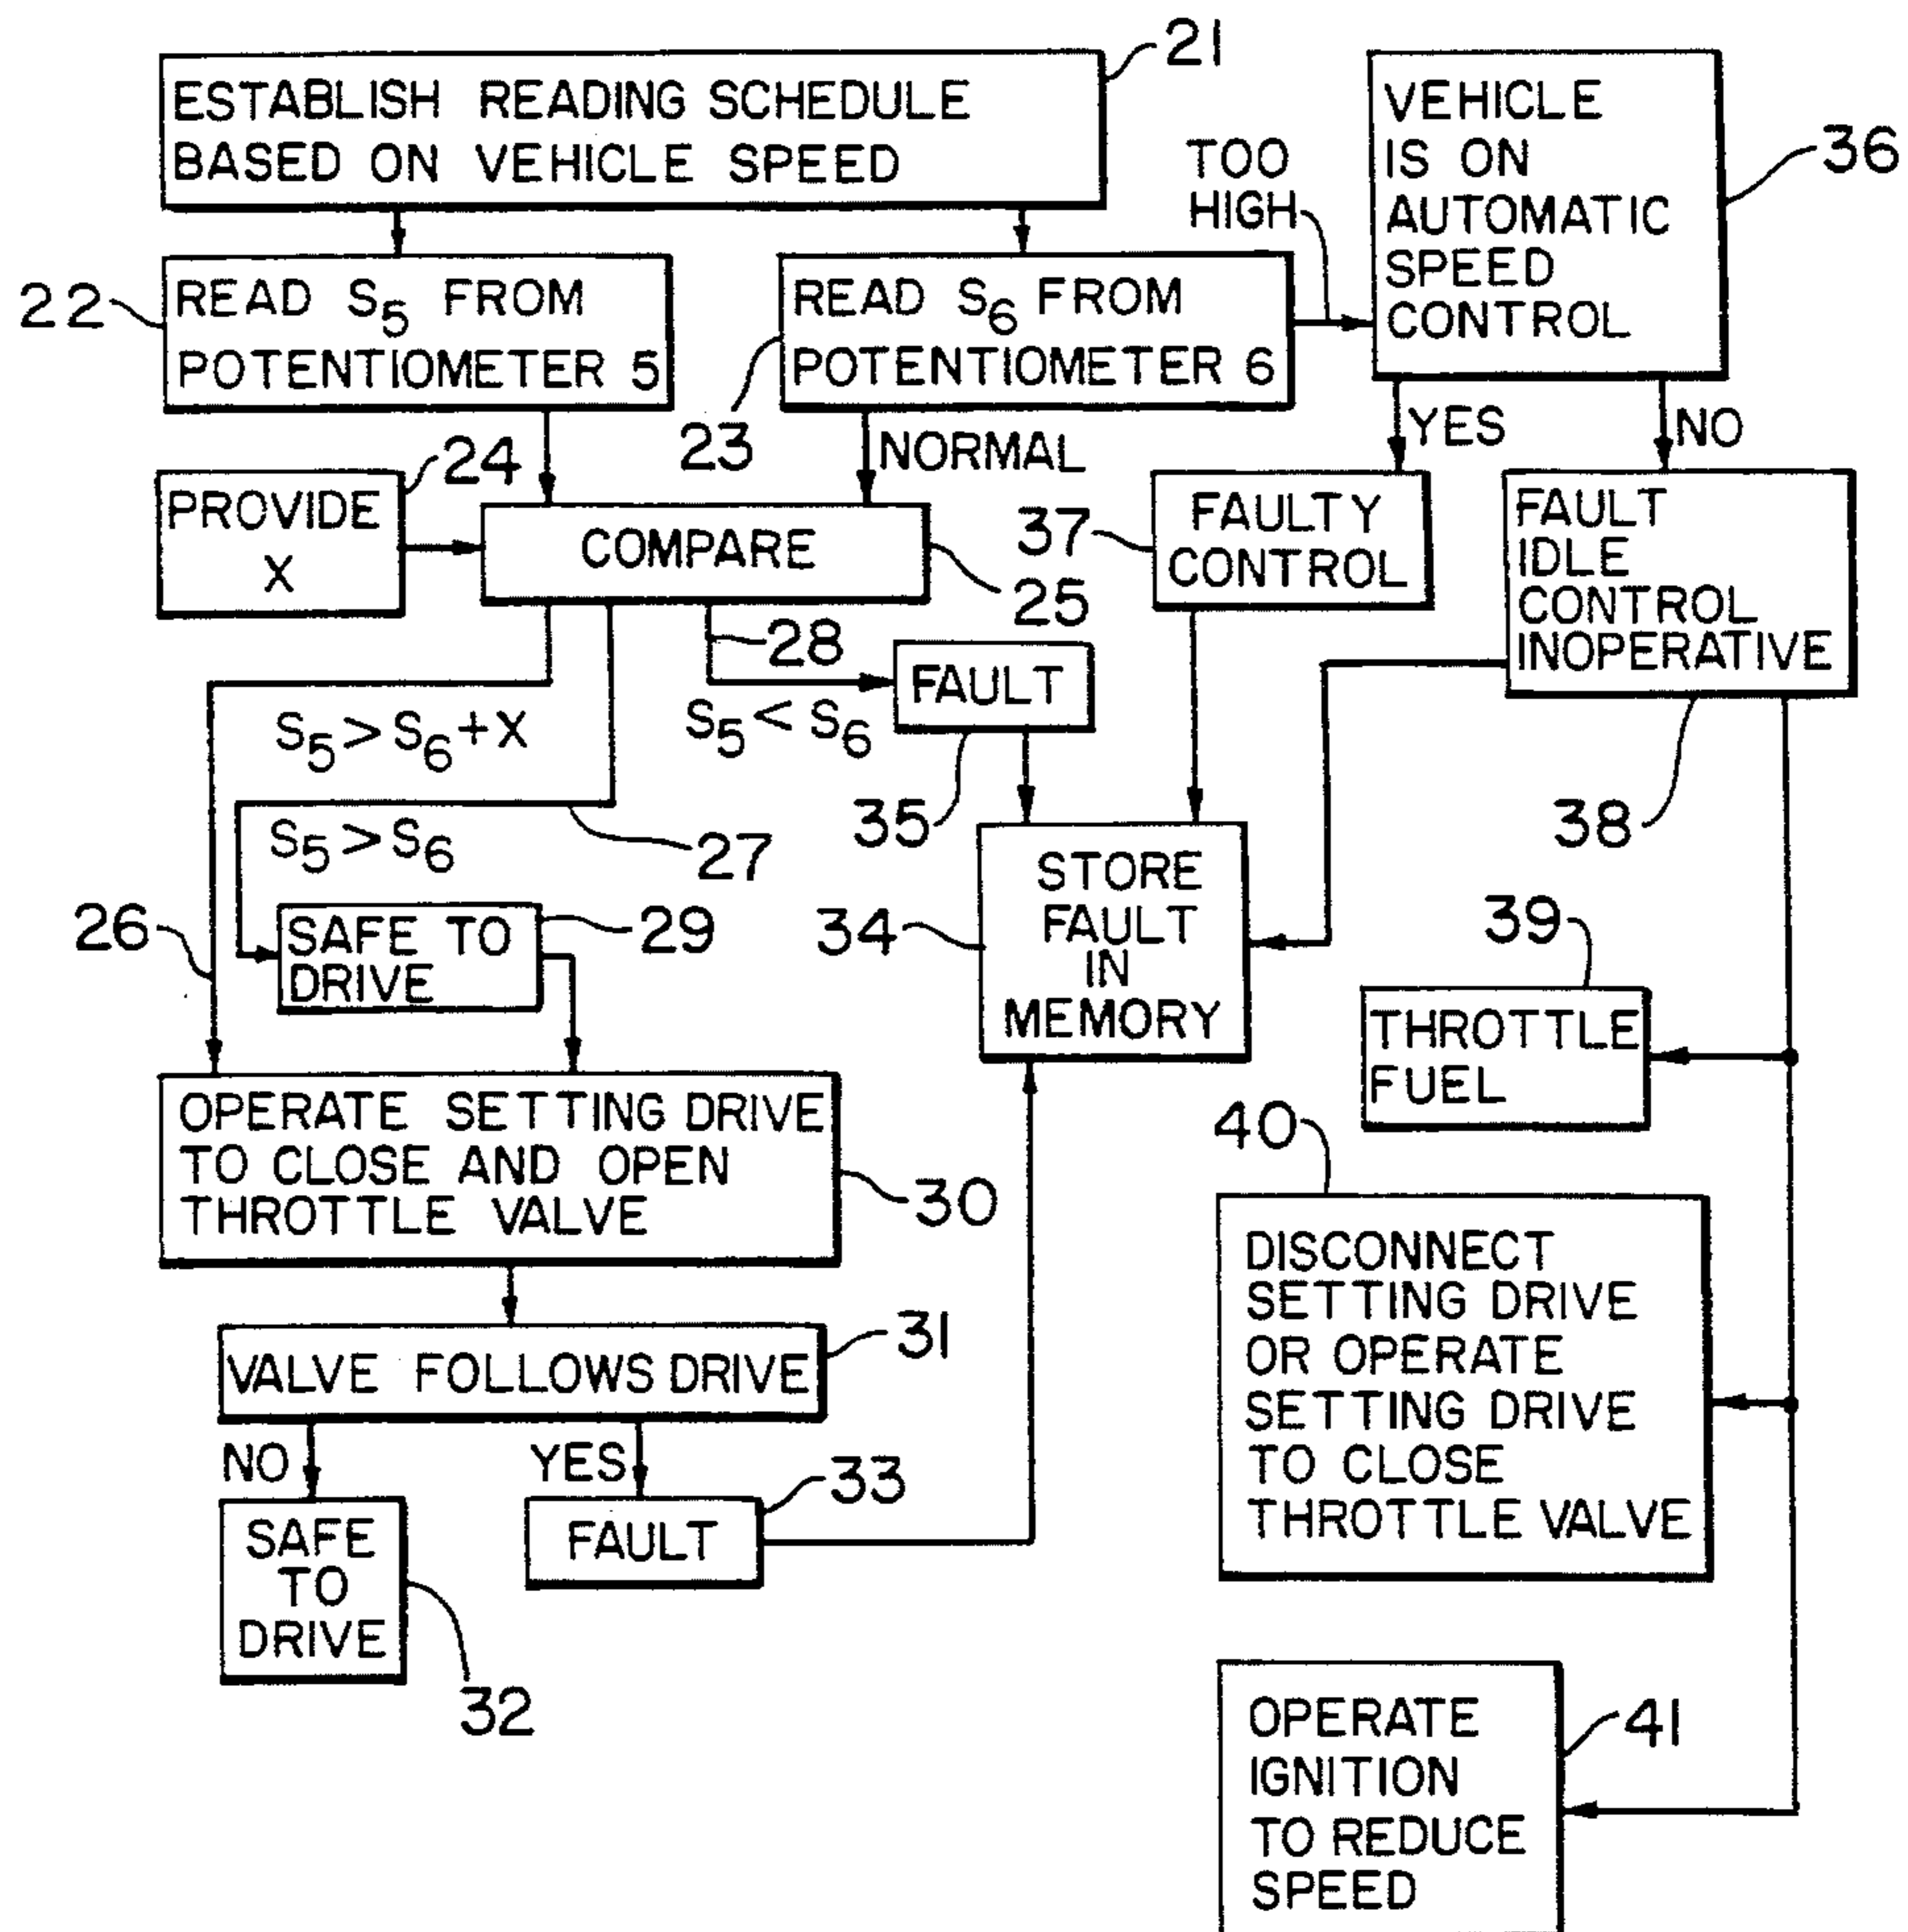 21
ESTABLISH READING SCHEDULE
BASED ON VEHICLE SPEED
VEHICLE
IS ON
AUTOMATIC
SPEED
CONTROL
36
TOO
HIGH
22
READ S5 FROM
POTENTIOMETER 5
READ S6 FROM
POTENTIOMETER 6
23
NORMAL
YES
NO
24
PROVIDE
X
COMPARE
25
37
FAULTY
CONTROL
FAULT
IDLE
CONTROL
INOPERATIVE
38
28
S5 < S6
FAULT
35
S5 > S6 + X
S5 > S6
27
26
SAFE TO
DRIVE
29
34
STORE
FAULT
IN
MEMORY
39
THROTTLE
FUEL
OPERATE SETTING DRIVE
TO CLOSE AND OPEN
THROTTLE VALVE
30
40
DISCONNECT
SETTING DRIVE
OR OPERATE
SETTING DRIVE
TO CLOSE
THROTTLE VALVE
VALVE FOLLOWS DRIVE
31
NO
YES
33
FAULT
SAFE
TO
DRIVE
32
OPERATE
IGNITION
TO REDUCE
SPEED
41